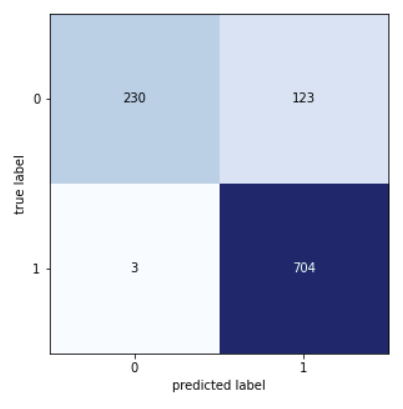 0 230 123
true label
1 3 704
0 1
predicted label